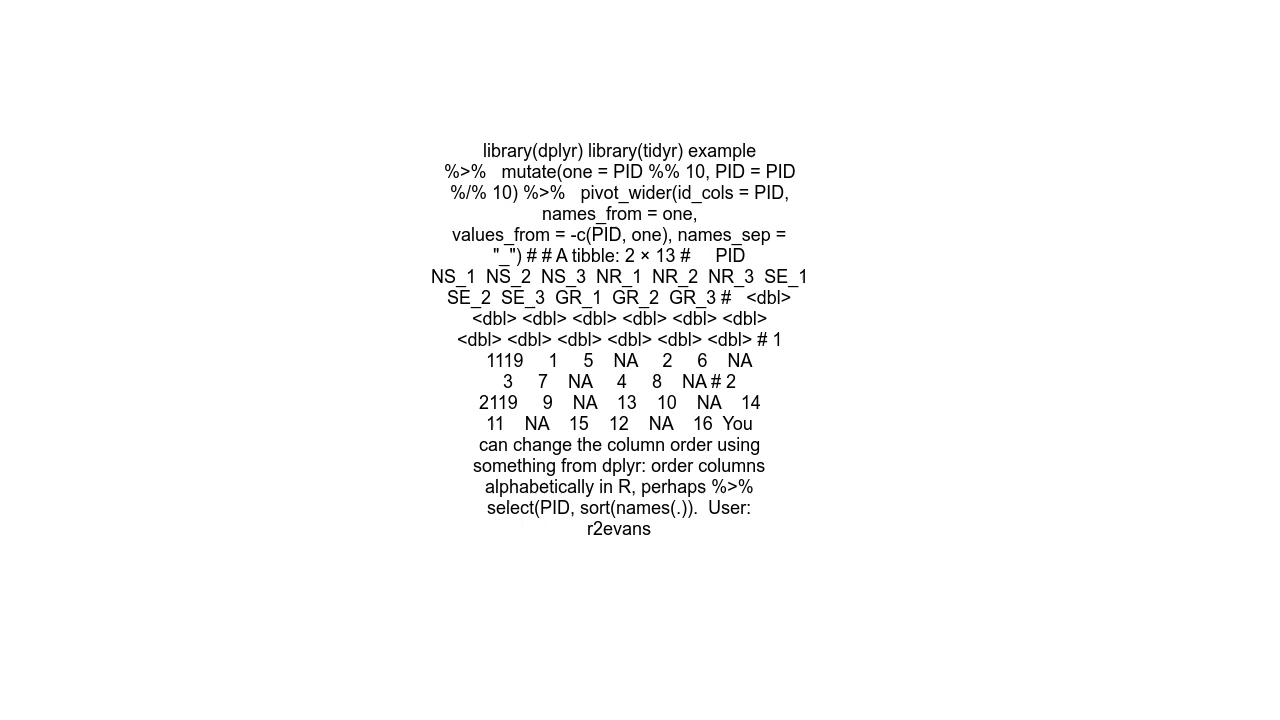 library(dplyr) library(tidyr) example
%>%   mutate(one = PID %% 10, PID = PID
%/% 10) %>%   pivot_wider(id_cols = PID,
names_from = one,
values_from = -c(PID, one), names_sep =
"_") # # A tibble: 2 × 13 #     PID
NS_1  NS_2  NS_3  NR_1  NR_2  NR_3  SE_1
SE_2  SE_3  GR_1  GR_2  GR_3 #   <dbl>
<dbl> <dbl> <dbl> <dbl> <dbl> <dbl>
<dbl> <dbl> <dbl> <dbl> <dbl> <dbl> # 1
1119     1     5    NA     2     6    NA
3     7    NA     4     8    NA # 2
2119     9    NA    13    10    NA    14
11    NA    15    12    NA    16  You
can change the column order using
something from dplyr: order columns
alphabetically in R, perhaps %>%
select(PID, sort(names(.)).  User:
r2evans